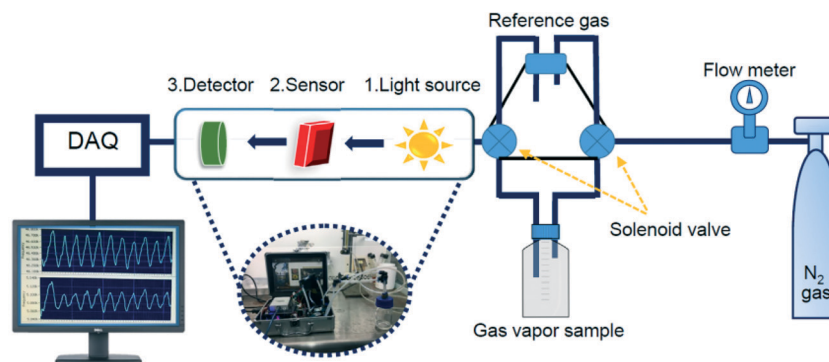 Reference gas
Flow meter
3.Detector
2.Sensor
1.Light source
DAQ
Solenoid valve
N2
gas
Gas vapor sample
DELL